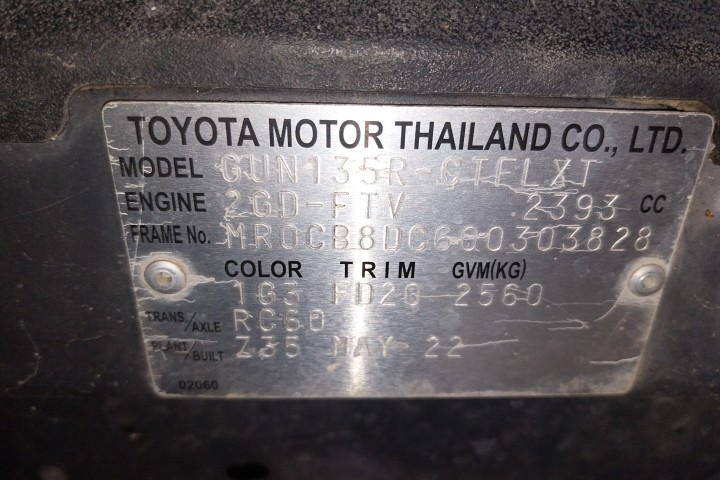 TOYOTA MOTOR THAILAND CO., LTD.
MODEL GUN135R-CTFLXT
ENGINE 2GD-FTV 2393 CC
FRAME No. MR0CB8DC600303828
COLOR TRIM GVM(KG)
1G3 FD20 2560
TRANS/AXLE RC60
PLANT/BUILT Z35 MAY 22
02060